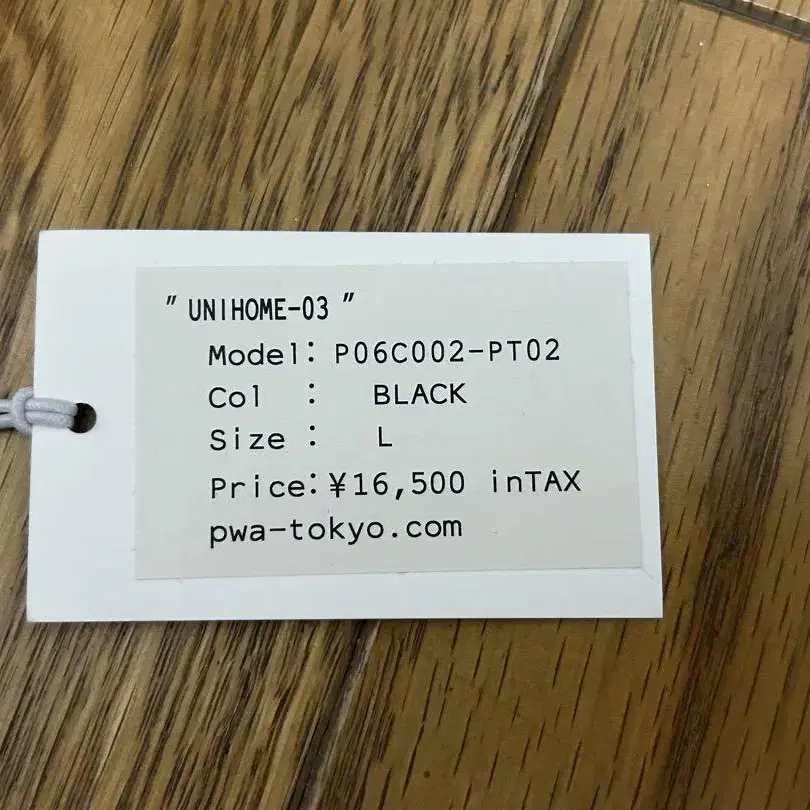 " UNIHOME-03 "
Model: P06C002-PT02
Col : BLACK
Size : L
Price:¥16,500 inTAX
pwa-tokyo.com